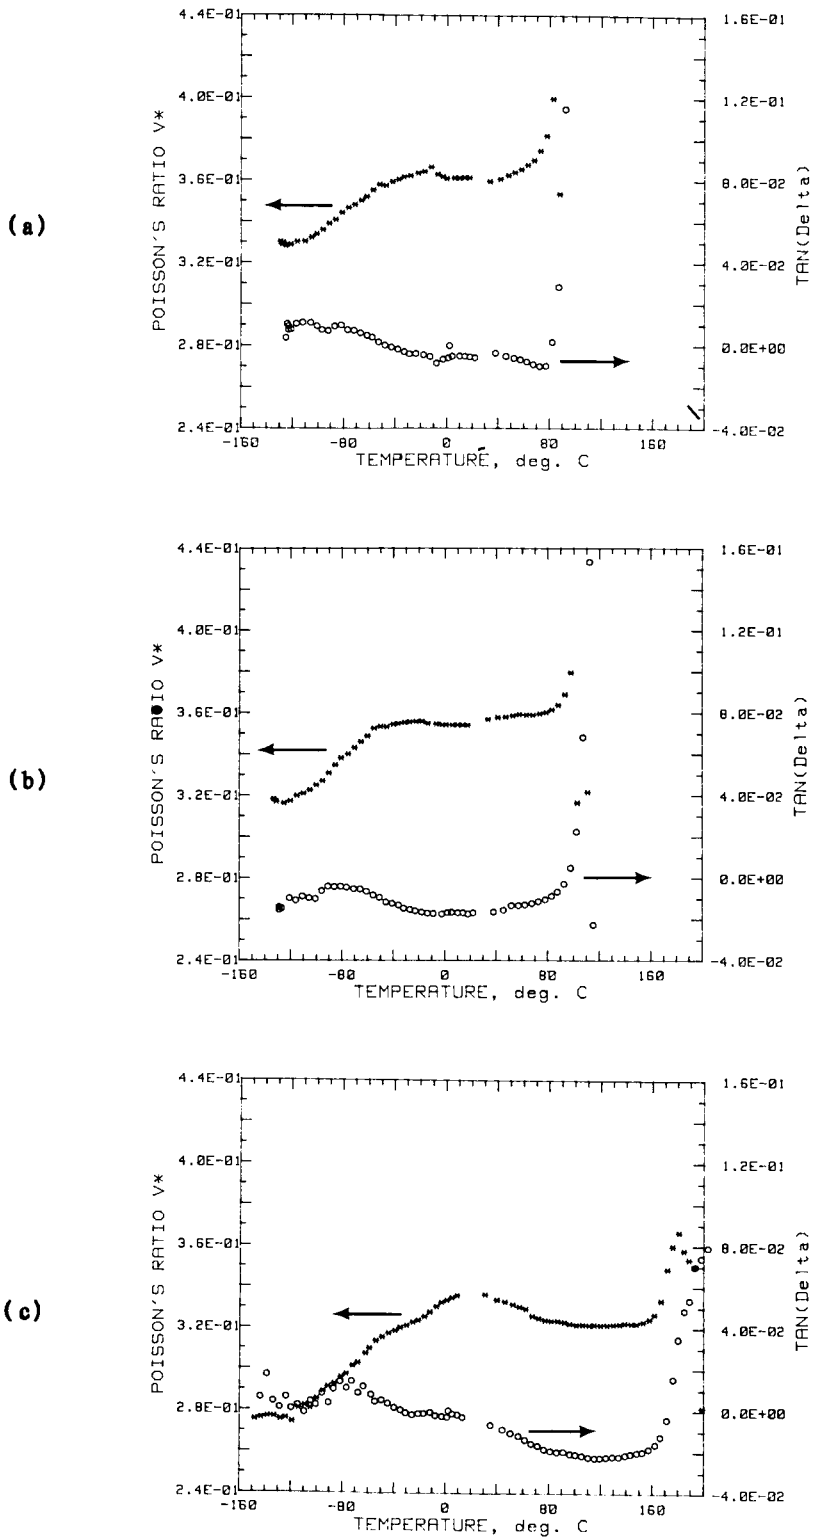 (a)
POISSON'S RATIO V*
4.4E-01
4.0E-01
3.6E-01
3.2E-01
2.8E-01
2.4E-01
1.6E-01
1.2E-01
8.0E-02
4.0E-02
0.0E+00
-4.0E-02
TAN(Delta)
-160 -80 0 80 160
TEMPERATURE, deg. C
(b)
POISSON'S RA IO V*
4.4E-01
4.0E-01
3.6E-01
3.2E-01
2.8E-01
2.4E-01
1.6E-01
1.2E-01
8.0E-02
4.0E-02
0.0E+00
-4.0E-02
TAN(Delta)
-160 -80 0 80 160
TEMPERATURE, deg. C
(c)
POISSON'S RATIO V*
4.4E-01
4.0E-01
3.6E-01
3.2E-01
2.8E-01
2.4E-01
1.6E-01
1.2E-01
8.0E-02
4.0E-02
0.0E+00
-4.0E-02
TAN(Delta)
-160 -80 0 80 160
TEMPERATURE, deg. C